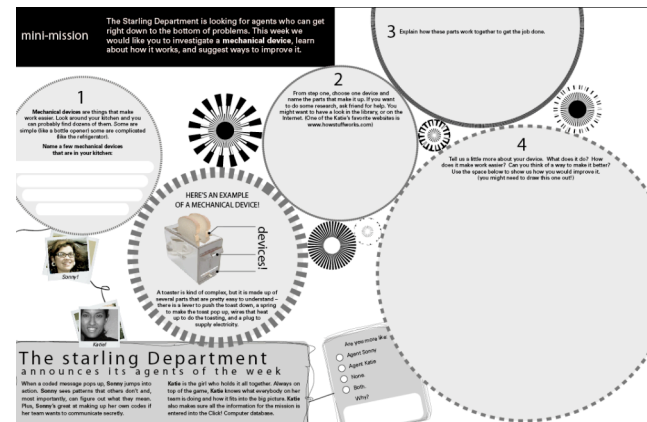 mini-mission
The Starling Department is looking for agents who can get
right down to the bottom of problems. This week we
would like you to investigate a mechanical device, learn
about how it works, and suggest ways to improve it.
1
Mechanical devices are things that make
work easier. Look around your kitchen and you
can probably find dozens of them. Some are
simple (like a bottle opener) some are complicated
(like the refrigerator).
Name a few mechanical devices
that are in your kitchen:
2
From step one, choose one device and
name the parts that make it up. If you want
to do some research, ask friend for help. You
might want to have a look in the library, or on the
Internet. (One of the Katie's favorite websites is
www.howstuffworks.com)
3 Explain how these parts work together to get the job done.
4
Tell us a little more about your device. What does it do? How
does it make work easier? Can you think of a way to make it better?
Use the space below to show us how you would improve it.
(you might need to draw this one out!)
HERE'S AN EXAMPLE
OF A MECHANICAL DEVICE!
devices!
A toaster is kind of complex, but it is made up of
several parts that are pretty easy to understand –
there is a lever to push the toast down, a spring
to make the toast pop up, wires that heat
up to do the toasting, and a plug to
supply electricity.
Sonny!
Katie!
The starling Department
announces its agents of the week
When a coded message pops up, Sonny jumps into
action. Sonny sees patterns that others don't and,
most importantly, can figure out what they mean.
Plus, Sonny's great at making up her own codes if
her team wants to communicate secretly.
Katie is the girl who holds it all together. Always on
top of the game, Katie knows what everybody on her
team is doing and how it fits into the big picture. Katie
also makes sure all the information for the mission is
entered into the Click! Computer database.
Are you more like:
Agent Sonny
Agent Katie
None
Both.
Why?